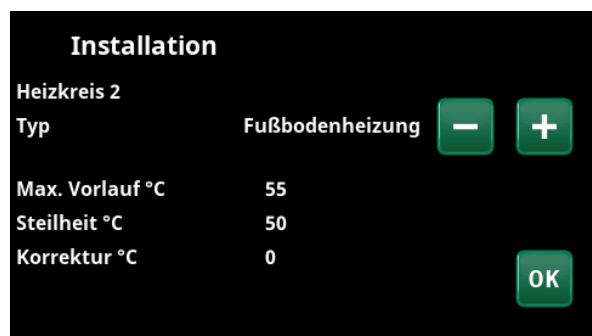 Installation
Heizkreis 2
Typ Fußbodenheizung − +
Max. Vorlauf °C 55
Steilheit °C 50
Korrektur °C 0
OK